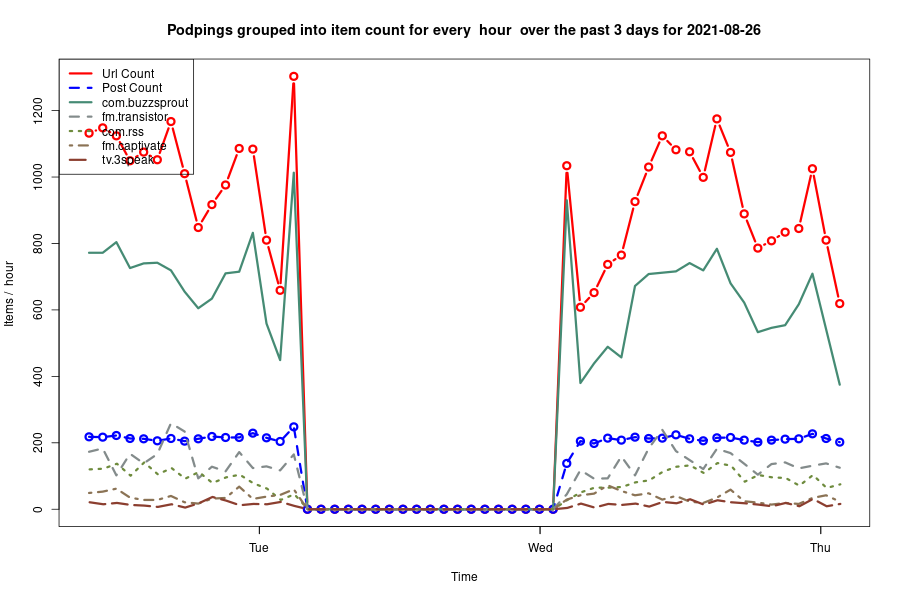 Podpings grouped into item count for every  hour  over the past 3 days for 2021-08-26
Url Count
Post Count
com.buzzsprout
fm.transistor
com.rss
fm.captivate
tv.3speak
Items /  hour
0
200
400
600
800
1000
1200
Tue
Wed
Thu
Time